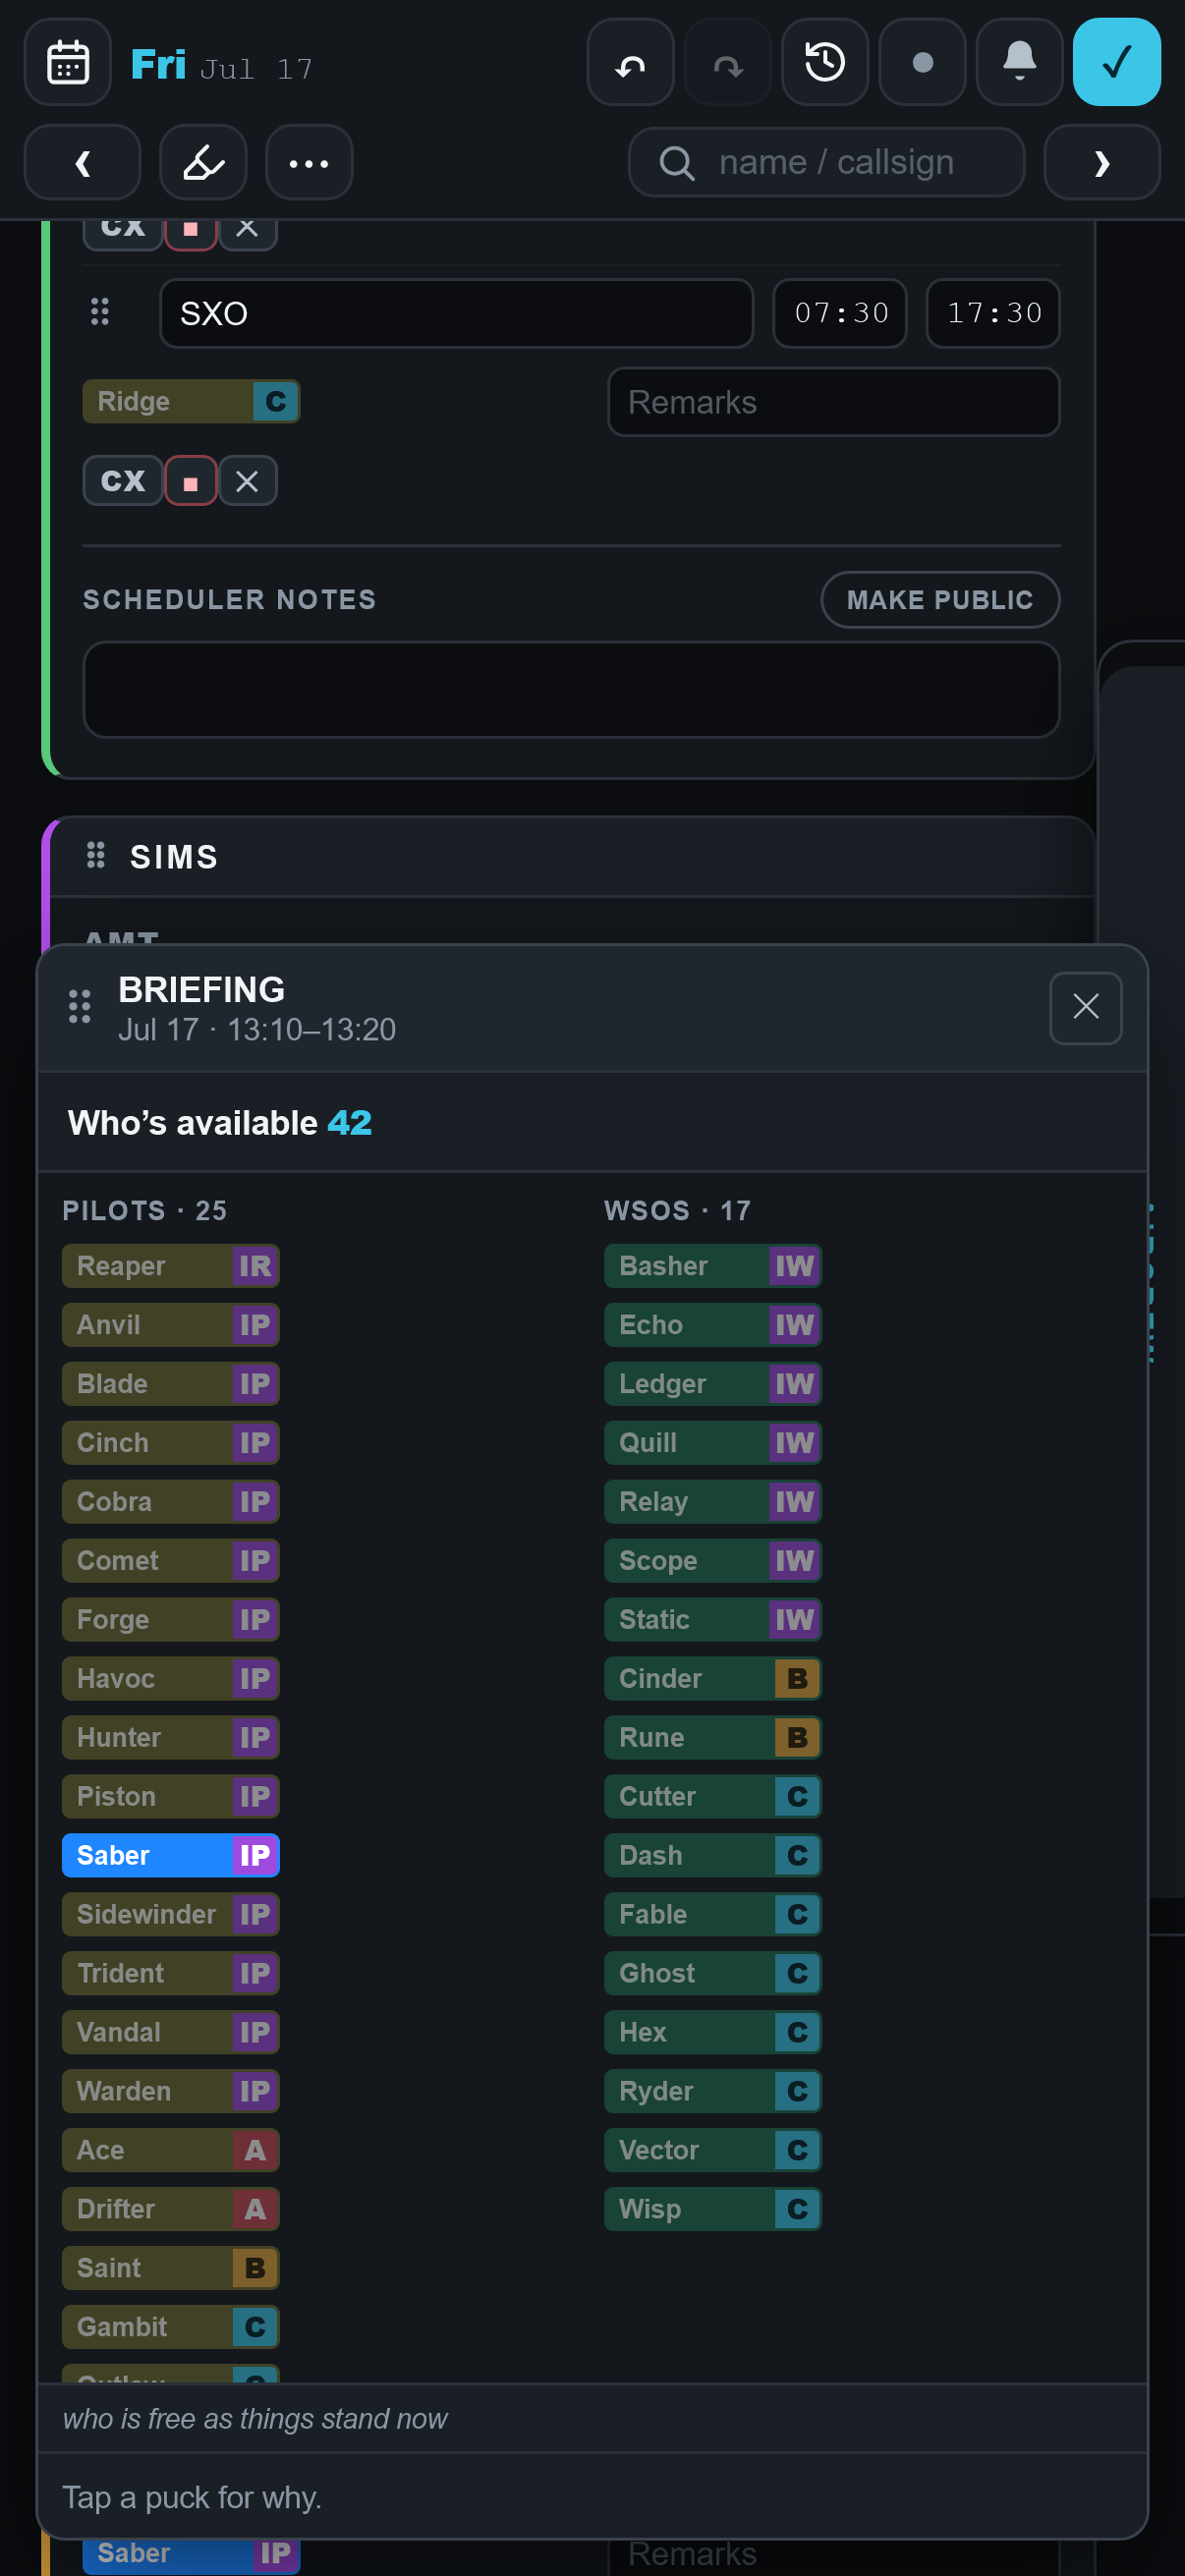 Fri Jul 17
name / callsign
CX
SXO 07:30 17:30
Ridge C Remarks
CX
SCHEDULER NOTES MAKE PUBLIC
SIMS
AMT
BRIEFING
Jul 17 · 13:10–13:20
Who’s available 42
PILOTS · 25
Reaper IR
Anvil IP
Blade IP
Cinch IP
Cobra IP
Comet IP
Forge IP
Havoc IP
Hunter IP
Piston IP
Saber IP
Sidewinder IP
Trident IP
Vandal IP
Warden IP
Ace A
Drifter A
Saint B
Gambit C
Outlaw C
WSOS · 17
Basher IW
Echo IW
Ledger IW
Quill IW
Relay IW
Scope IW
Static IW
Cinder B
Rune B
Cutter C
Dash C
Fable C
Ghost C
Hex C
Ryder C
Vector C
Wisp C
who is free as things stand now
Tap a puck for why.
Saber IP Remarks